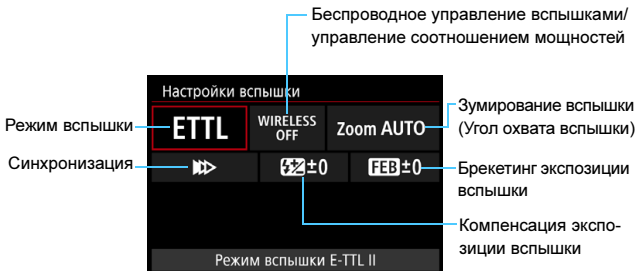 Беспроводное управление вспышками/
управление соотношением мощностей
Настройки вспышки
Режим вспышки
ETTL
WIRELESS
OFF
Zoom AUTO
Зумирование вспышки
(Угол охвата вспышки)
Синхронизация
±0
FEB±0
Брекетинг экспозиции
вспышки
Компенсация экспо-
зиции вспышки
Режим вспышки E-TTL II